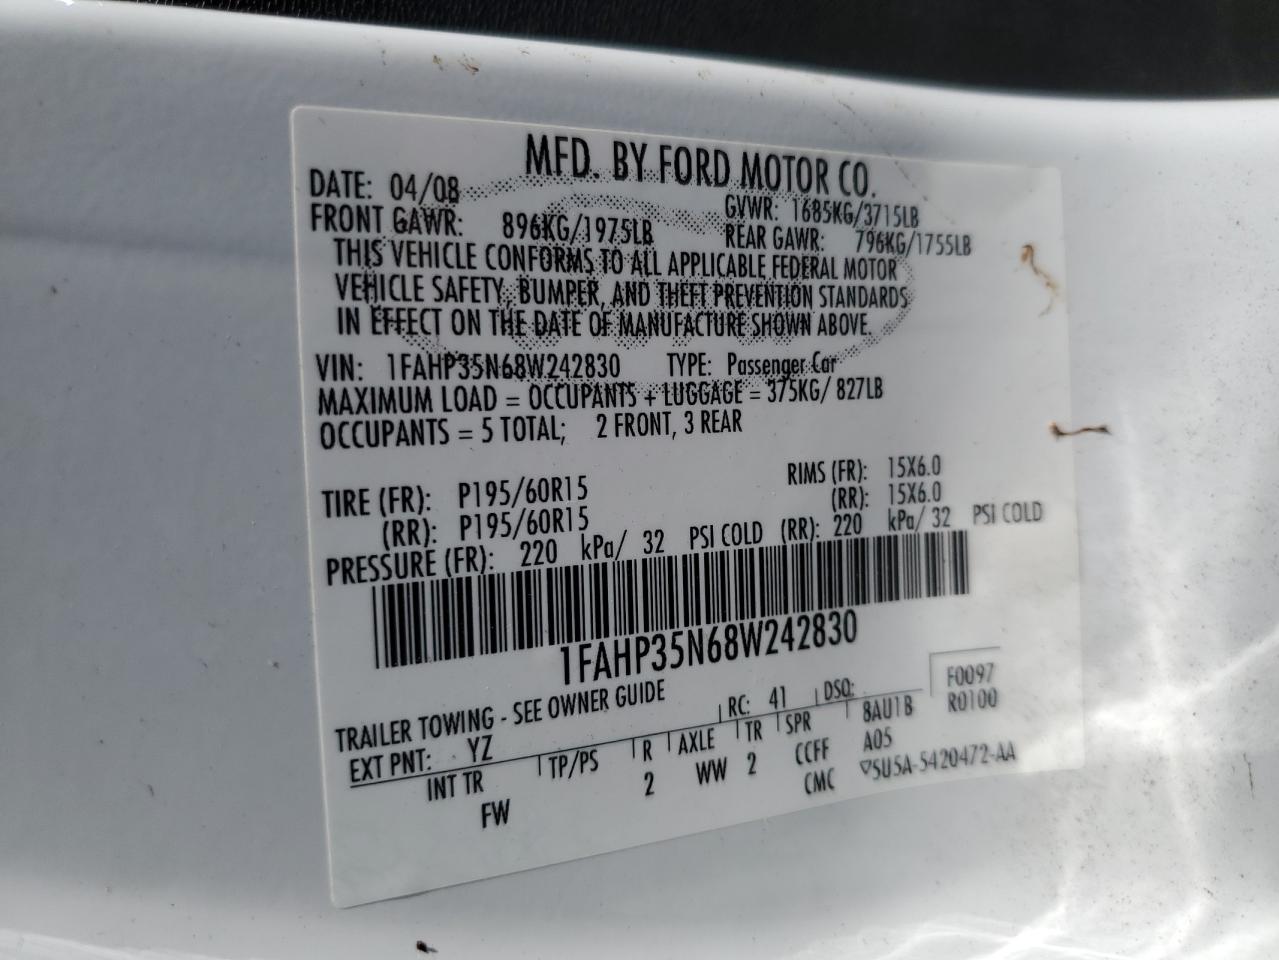 MFD. BY FORD MOTOR CO.
DATE: 04/08 GVWR: 1685KG/3715LB
FRONT GAWR: 896KG/1975LB REAR GAWR: 796KG/1755LB
THIS VEHICLE CONFORMS TO ALL APPLICABLE FEDERAL MOTOR
VEHICLE SAFETY, BUMPER, AND THEFT PREVENTION STANDARDS
IN EFFECT ON THE DATE OF MANUFACTURE SHOWN ABOVE.
VIN: 1FAHP35N68W242830 TYPE: Passenger Car
MAXIMUM LOAD = OCCUPANTS + LUGGAGE = 375KG/ 827LB
OCCUPANTS = 5 TOTAL; 2 FRONT, 3 REAR
TIRE (FR): P195/60R15 RIMS (FR): 15X6.0
(RR): P195/60R15 (RR): 15X6.0
PRESSURE (FR): 220 kPa/ 32 PSI COLD (RR): 220 kPa/ 32 PSI COLD
1FAHP35N68W242830
TRAILER TOWING - SEE OWNER GUIDE
F0097
EXT PNT: YZ RC: 41 DSO: R0100
INT TR TP/PS R AXLE TR SPR 8AU1B
FW 2 WW 2 CCFF A05
CMC ▽5U5A-5420472-AA